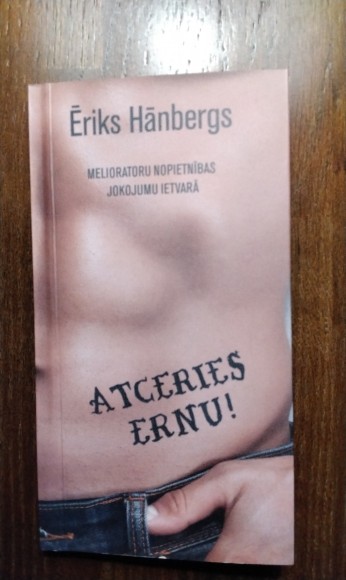 Ēriks Hānbergs
MELIORATORU NOPIETNĪBAS
JOKOJUMU IETVARĀ
ATCERIES
ERNU!